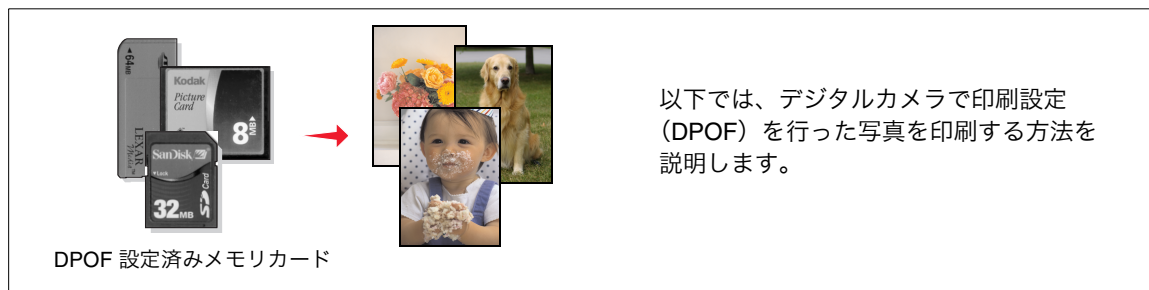 64MB
LEXAR
Kodak
Picture
Card
8MB
SanDisk
Lock
32MB
SD Card
DPOF 設定済みメモリカード
以下では、デジタルカメラで印刷設定
（DPOF）を行った写真を印刷する方法を
説明します。